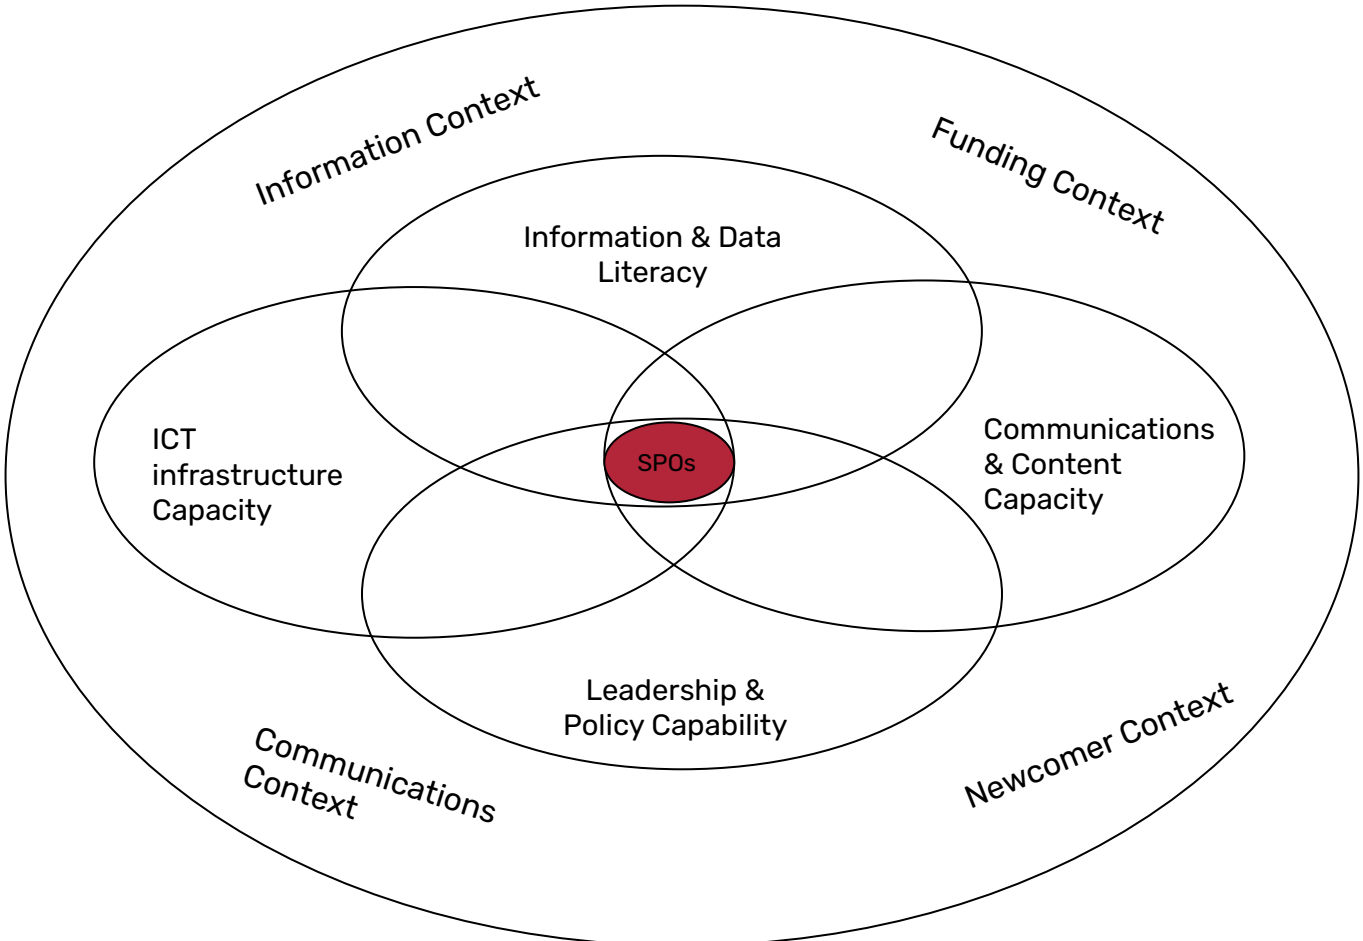 Information Context
Funding Context
Information & Data
Literacy
ICT
infrastructure
Capacity
SPOs
Communications
& Content
Capacity
Leadership &
Policy Capability
Communications
Context
Newcomer Context